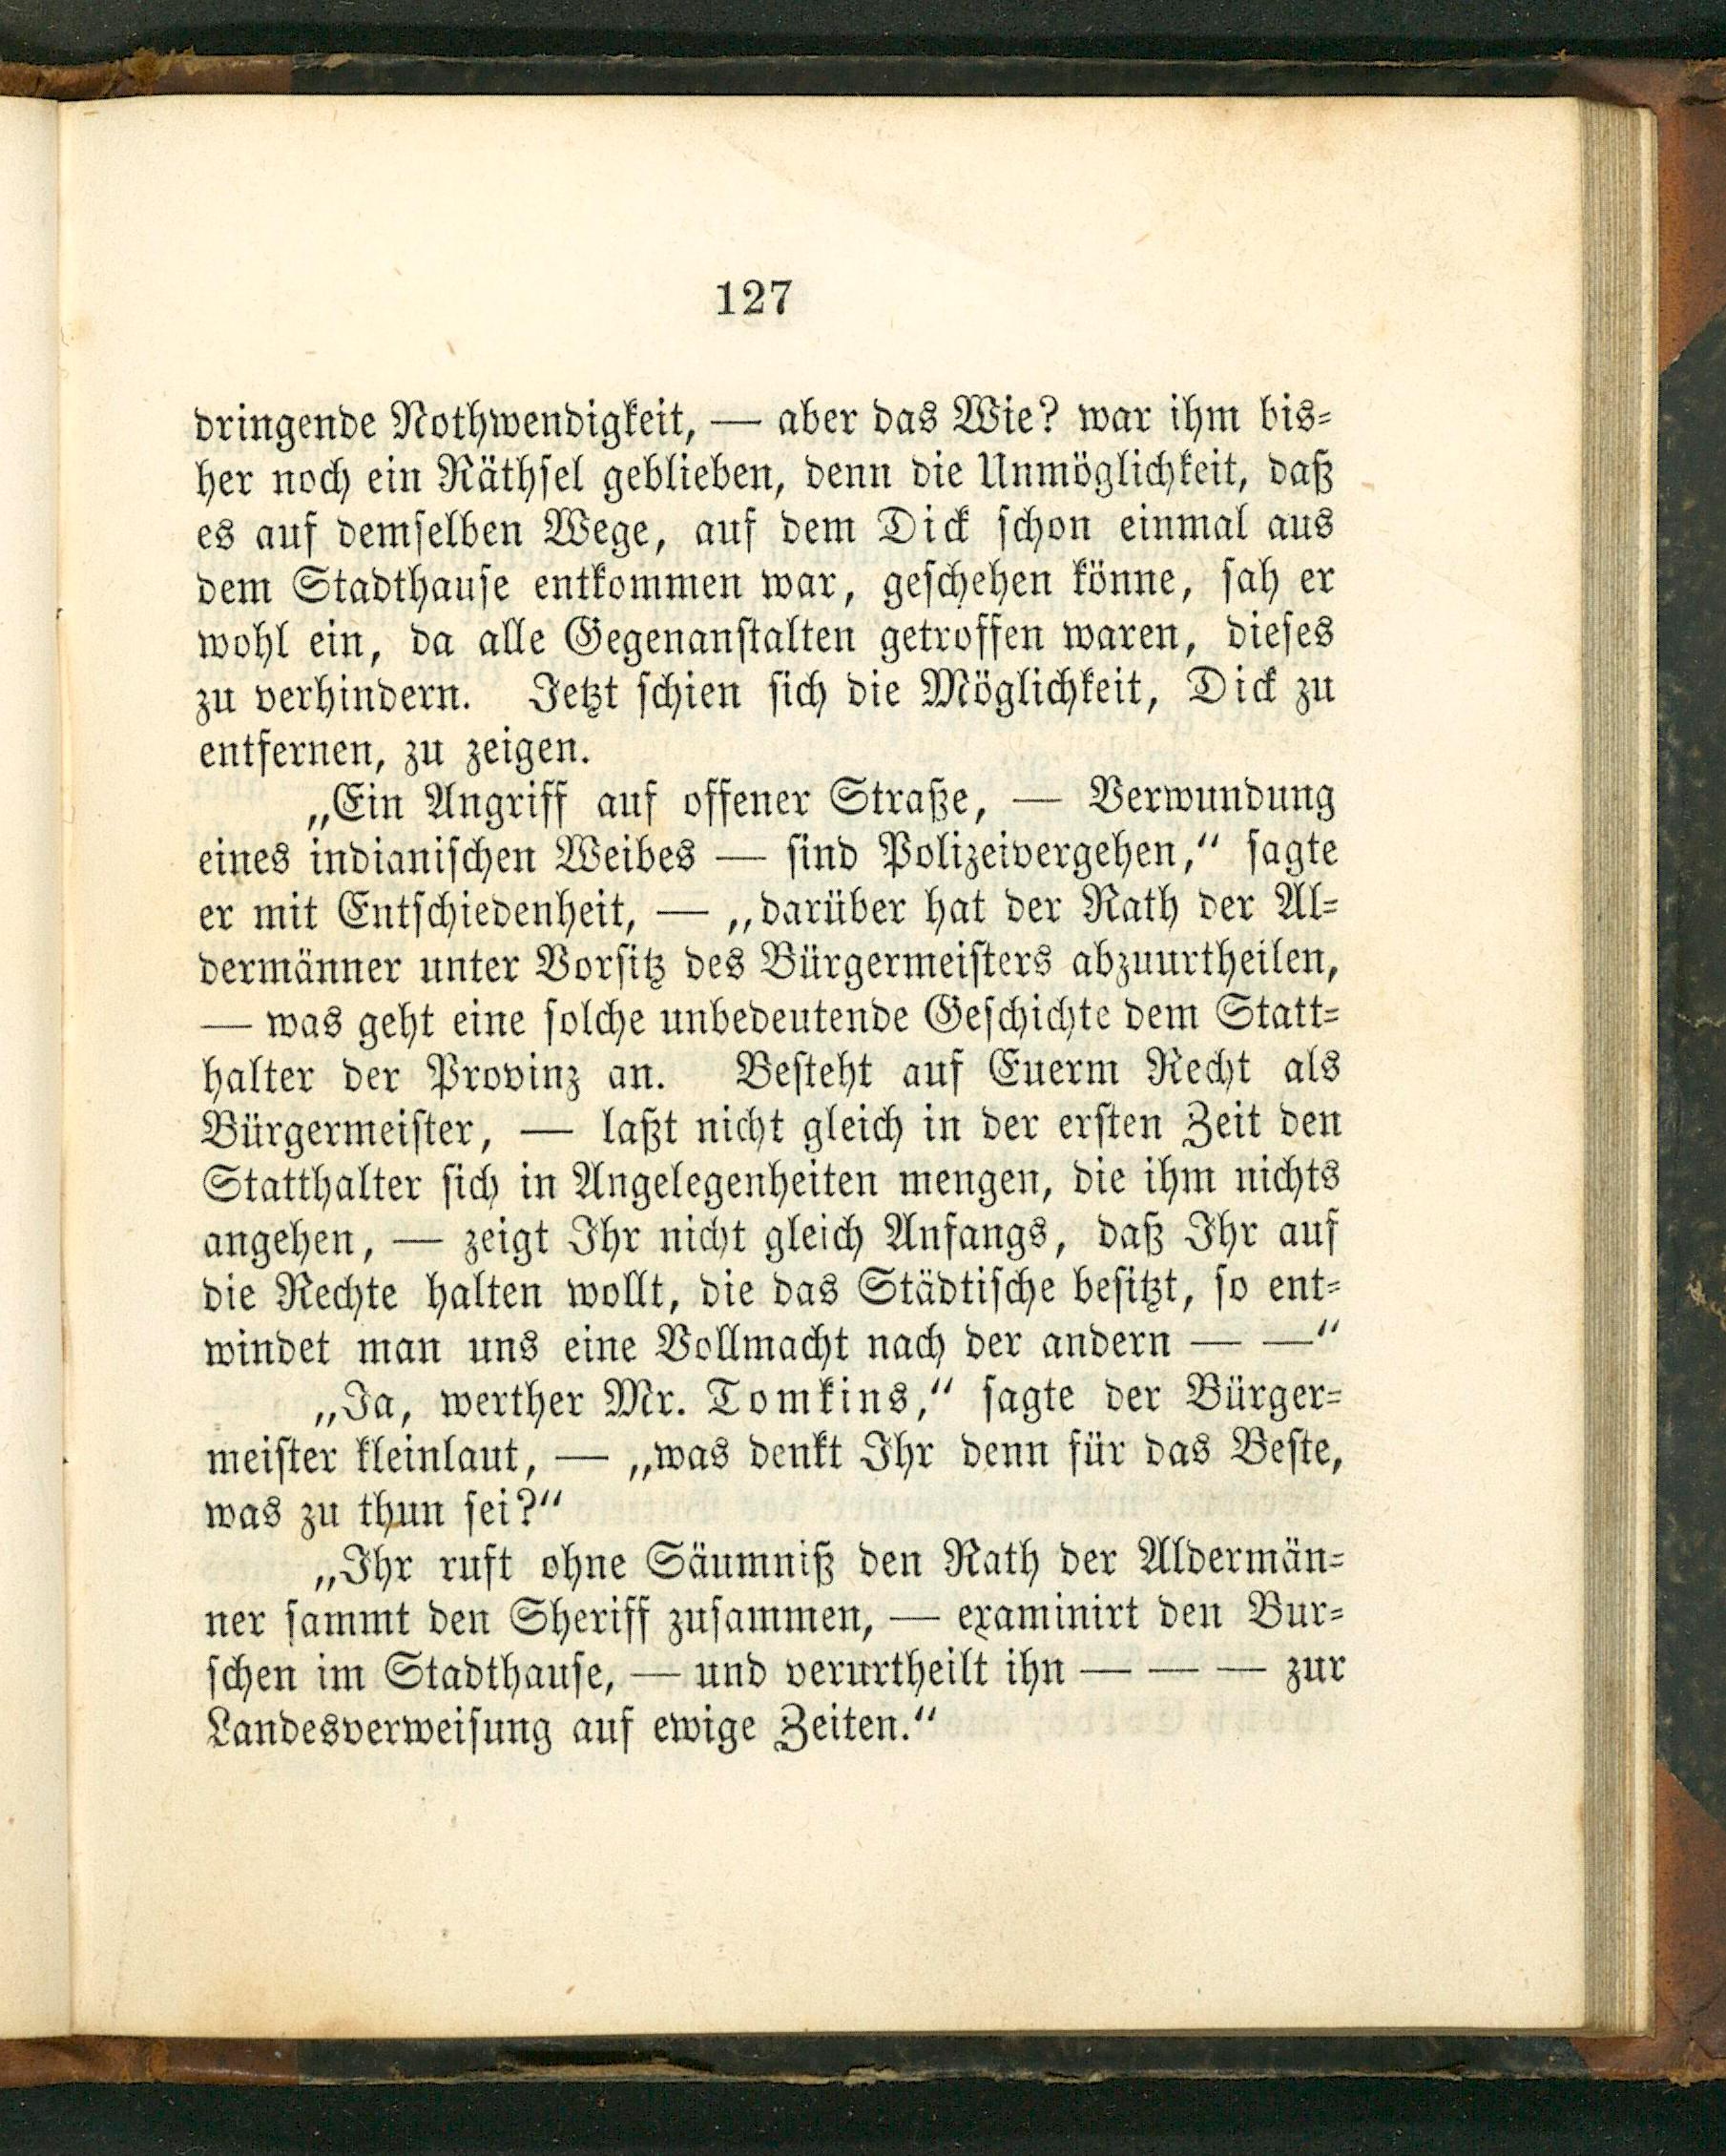 127
dringende Nothwendigkeit, — aber das Wie? war ihm bis=
her noch ein Räthsel geblieben, denn die Unmöglichkeit, daß
es auf demselben Wege, auf dem Dick schon einmal aus
dem Stadthause entkommen war, geschehen könne, sah er
wohl ein, da alle Gegenanstalten getroffen waren, dieses
zu verhindern. Jetzt schien sich die Möglichkeit, Dick zu
entfernen, zu zeigen.
„Ein Angriff auf offener Straße, — Verwundung
eines indianischen Weibes — sind Polizeivergehen,“ sagte
er mit Entschiedenheit, — „darüber hat der Rath der Al=
dermänner unter Vorsitz des Bürgermeisters abzuurtheilen,
— was geht eine solche unbedeutende Geschichte dem Statt=
halter der Provinz an. Besteht auf Euerm Recht als
Bürgermeister, — laßt nicht gleich in der ersten Zeit den
Statthalter sich in Angelegenheiten mengen, die ihm nichts
angehen, — zeigt Ihr nicht gleich Anfangs, daß Ihr auf
die Rechte halten wollt, die das Städtische besitzt, so ent=
windet man uns eine Vollmacht nach der andern — —“
„Ja, werther Mr. Tomkins,“ sagte der Bürger=
meister kleinlaut, — „was denkt Ihr denn für das Beste,
was zu thun sei?“
„Ihr ruft ohne Säumniß den Rath der Aldermän=
ner sammt den Sheriff zusammen, — examinirt den Bur=
schen im Stadthause, — und verurtheilt ihn — — — zur
Landesverweisung auf ewige Zeiten.“